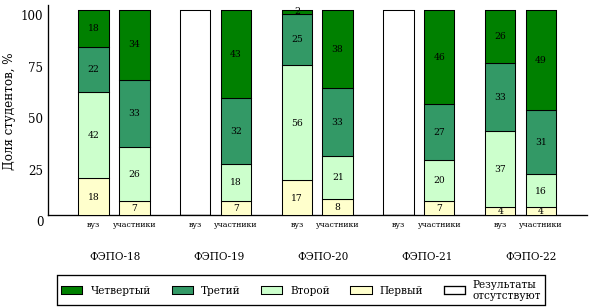 Доля студентов, %
100
75
50
25
0
18 22 42 18
34 33 26 7
43 32 18 7
2 25 56 17
38 33 21 8
46 27 20 7
26 33 37 4
49 31 16 4
вуз участники вуз участники вуз участники вуз участники вуз участники
ФЭПО-18 ФЭПО-19 ФЭПО-20 ФЭПО-21 ФЭПО-22
Четвертый Третий Второй Первый Результаты
отсутствуют